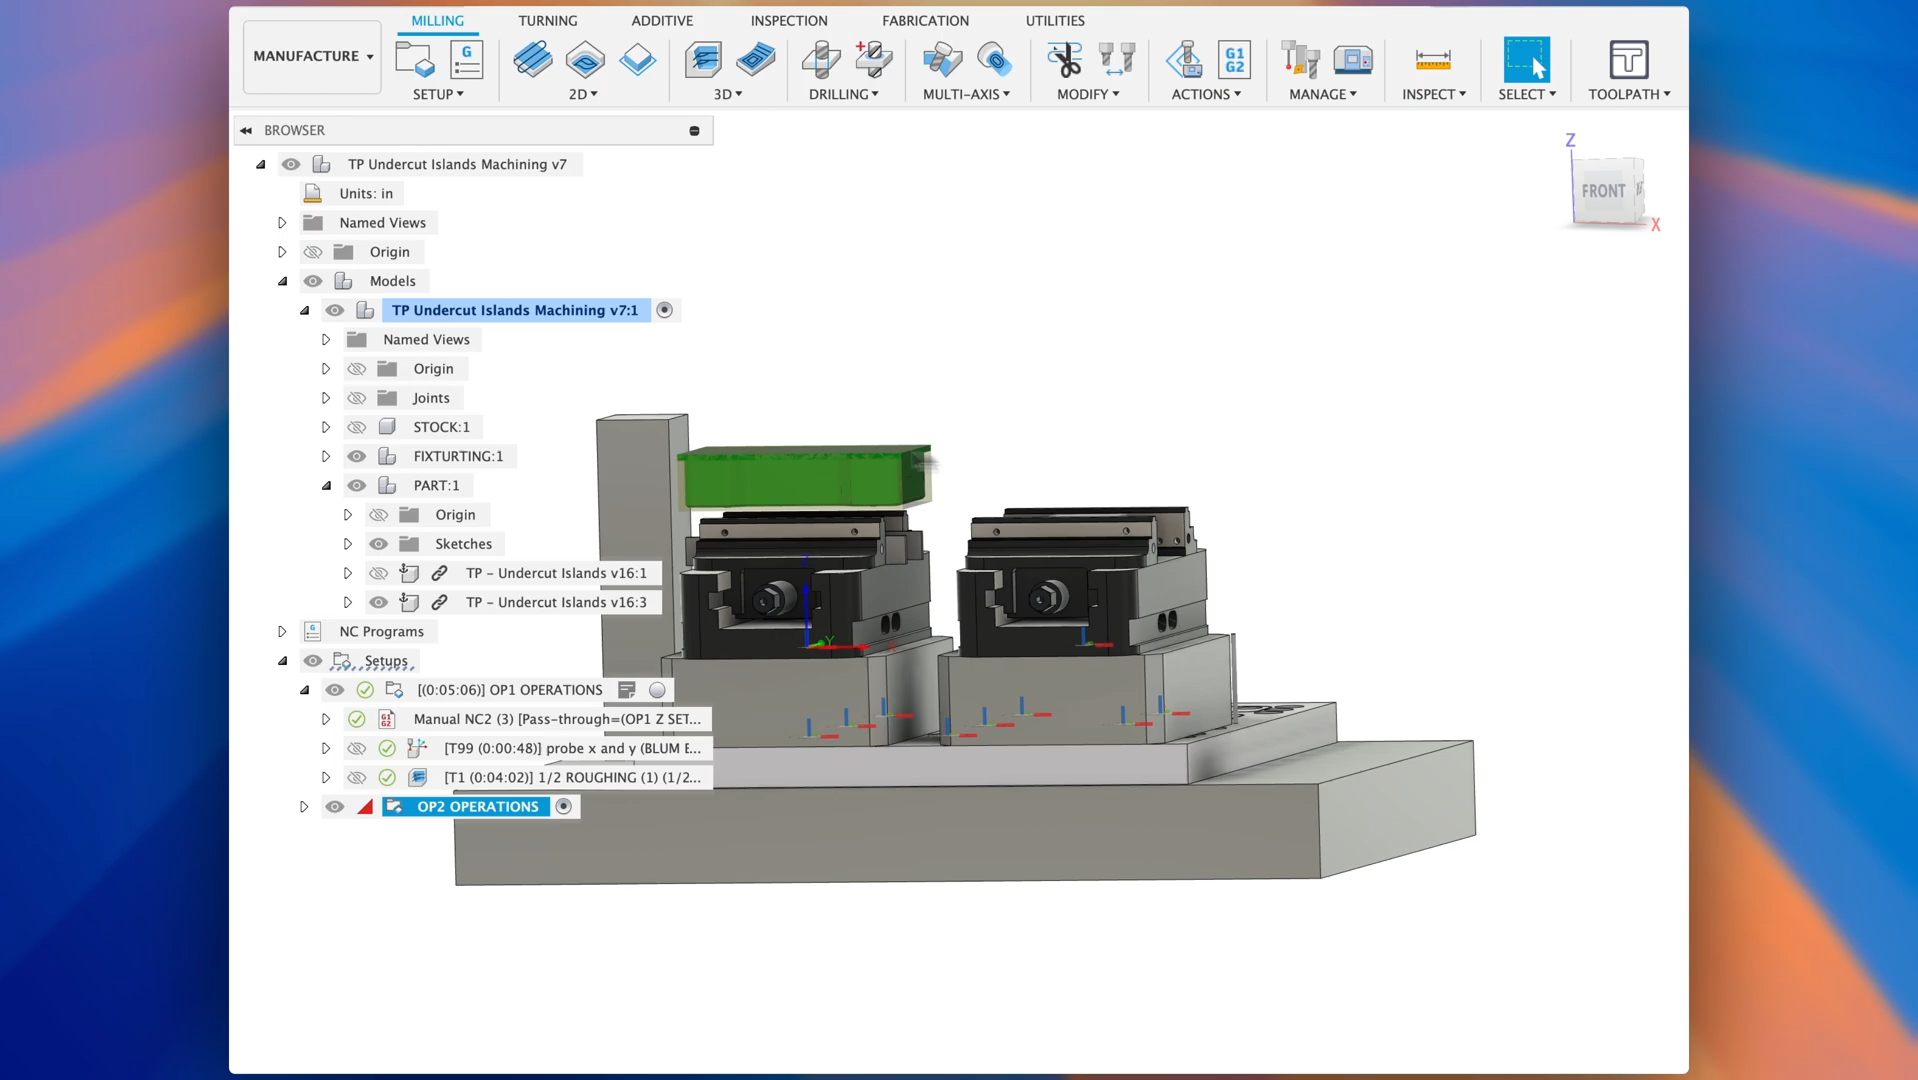 MILLING
TURNING
ADDITIVE
INSPECTION
FABRICATION
UTILITIES
MANUFACTURE
G
G1
G2
SETUP
2D
3D
DRILLING
MULTI-AXIS
MODIFY
ACTIONS
MANAGE
INSPECT
SELECT
TOOLPATH
BROWSER
TP Undercut Islands Machining v7
Units: in
Named Views
Origin
Models
TP Undercut Islands Machining v7:1
Named Views
Origin
Joints
STOCK:1
FIXTURTING:1
PART:1
Origin
Sketches
TP - Undercut Islands v16:1
TP - Undercut Islands v16:3
NC Programs
Setups
[(0:05:06)] OP1 OPERATIONS
Manual NC2 (3) [Pass-through=(OP1 Z SET...
[T99 (0:00:48)] probe x and y (BLUM E...
[T1 (0:04:02)] 1/2 ROUGHING (1) (1/2...
OP2 OPERATIONS
Z
FRONT
X
Y